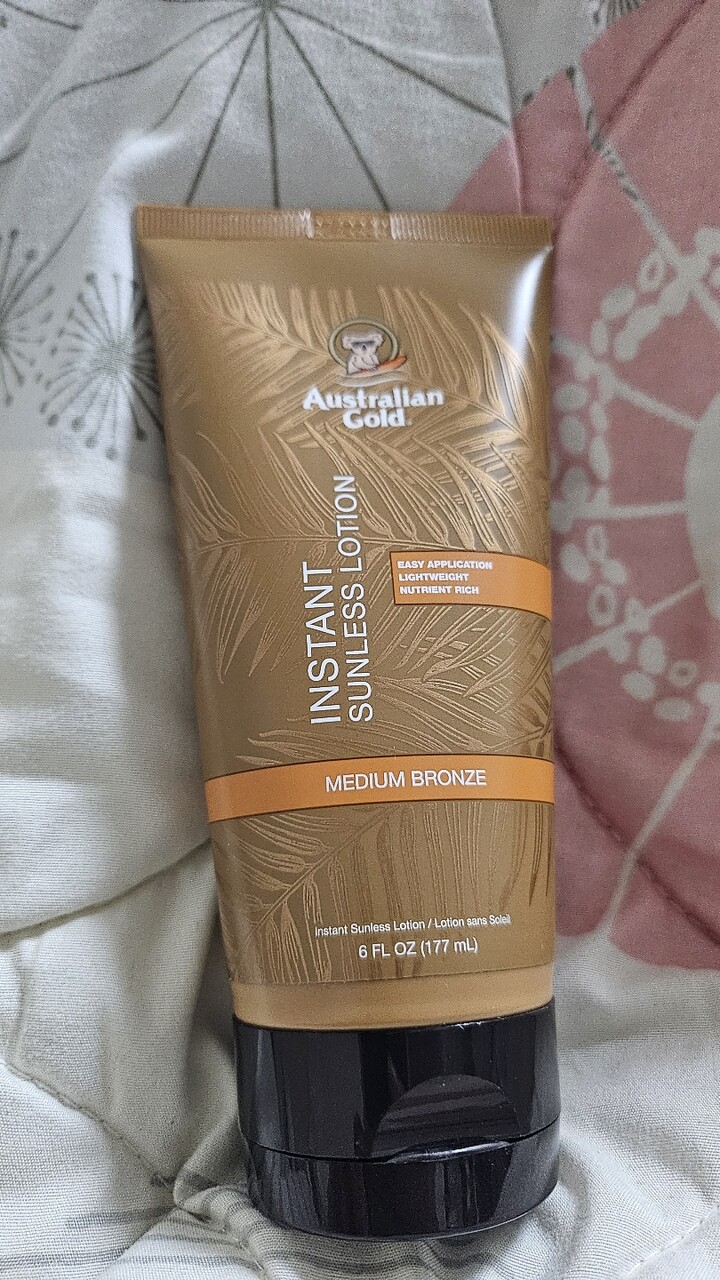 Australian
Gold®
INSTANT
SUNLESS LOTION
EASY APPLICATION
LIGHTWEIGHT
NUTRIENT RICH
MEDIUM BRONZE
Instant Sunless Lotion / Lotion sans Soleil
6 FL OZ (177 mL)